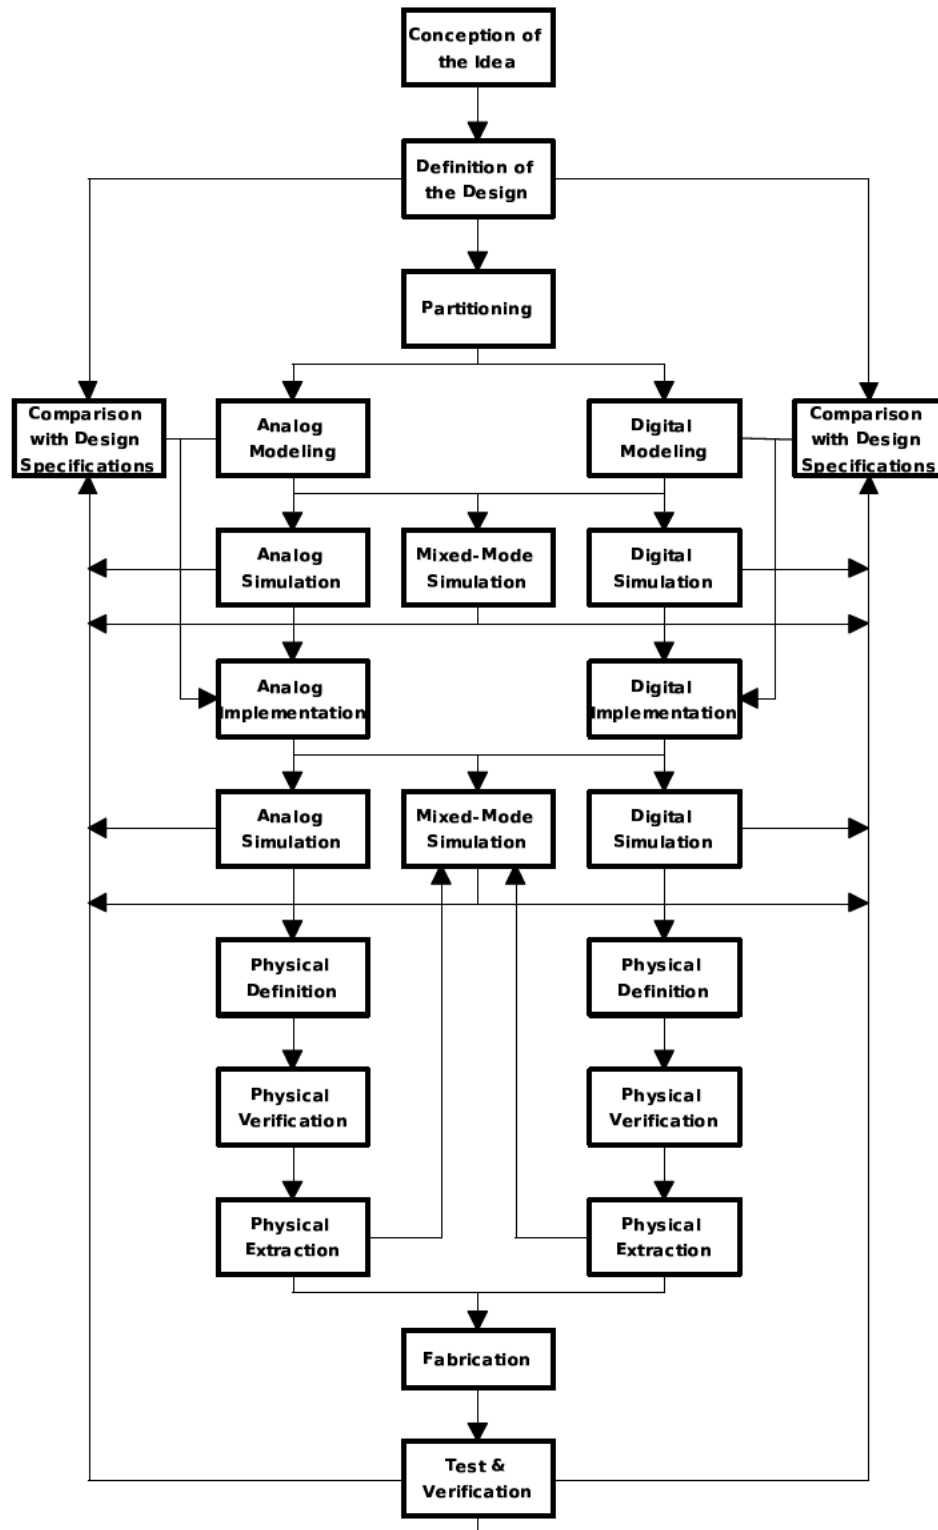 Conception of
the Idea
Definition of
the Design
Partitioning
Comparison
with Design
Specifications
Analog
Modeling
Digital
Modeling
Comparison
with Design
Specifications
Analog
Simulation
Mixed-Mode
Simulation
Digital
Simulation
Analog
Implementation
Digital
Implementation
Analog
Simulation
Mixed-Mode
Simulation
Digital
Simulation
Physical
Definition
Physical
Definition
Physical
Verification
Physical
Verification
Physical
Extraction
Physical
Extraction
Fabrication
Test &
Verification